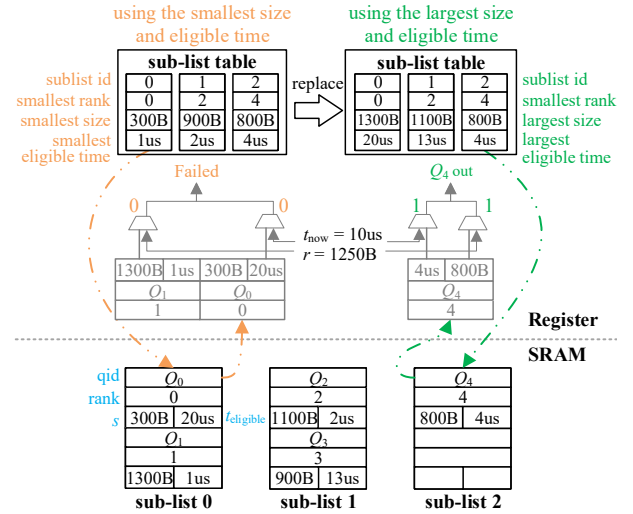 using the smallest size
and eligible time
using the largest size
and eligible time
sub-list table
replace
sub-list table
sublist id
0 1 2
0 1 2
sublist id
smallest rank
0 2 4
0 2 4
smallest rank
smallest size
300B 900B 800B
1300B 1100B 800B
largest size
smallest
eligible time
1us 2us 4us
20us 13us 4us
largest
eligible time
Failed
Q4 out
0 0
1 1
tnow = 10us
r = 1250B
1300B 1us 300B 20us
Q1 Q0
1 0
4us 800B
Q4
4
Register
SRAM
qid
rank
s
teligible
Q0
0
300B 20us
Q1
1
1300B 1us
sub-list 0
Q2
2
1100B 2us
Q3
3
900B 13us
sub-list 1
Q4
4
800B 4us
sub-list 2